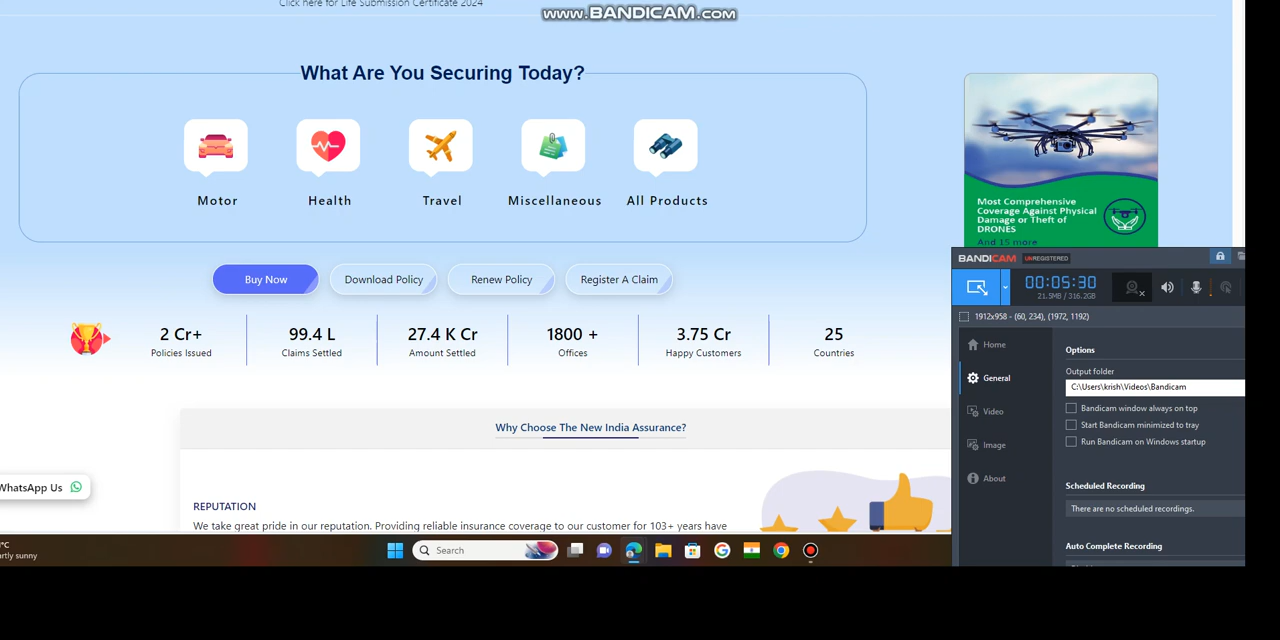 Click here for Life Submission Certificate 2024
www.BANDICAM.com
What Are You Securing Today?
Motor
Health
Travel
Miscellaneous
All Products
Most Comprehensive
Coverage Against Physical
Damage or Theft of
DRONES
And 15 more
Buy Now
Download Policy
Renew Policy
Register A Claim
2 Cr+
Policies Issued
99.4 L
Claims Settled
27.4 K Cr
Amount Settled
1800 +
Offices
3.75 Cr
Happy Customers
25
Countries
Why Choose The New India Assurance?
REPUTATION
We take great pride in our reputation. Providing reliable insurance coverage to our customer for 103+ years have
WhatsApp Us
BANDICAM UNREGISTERED
00:05:30
21.5MB / 316.2GB
1912x958 - (60, 234), (1972, 1192)
Home
General
Video
Image
About
Options
Output folder
C:\Users\krish\Videos\Bandicam
Bandicam window always on top
Start Bandicam minimized to tray
Run Bandicam on Windows startup
Scheduled Recording
There are no scheduled recordings.
Auto Complete Recording
°C
artly sunny
Search